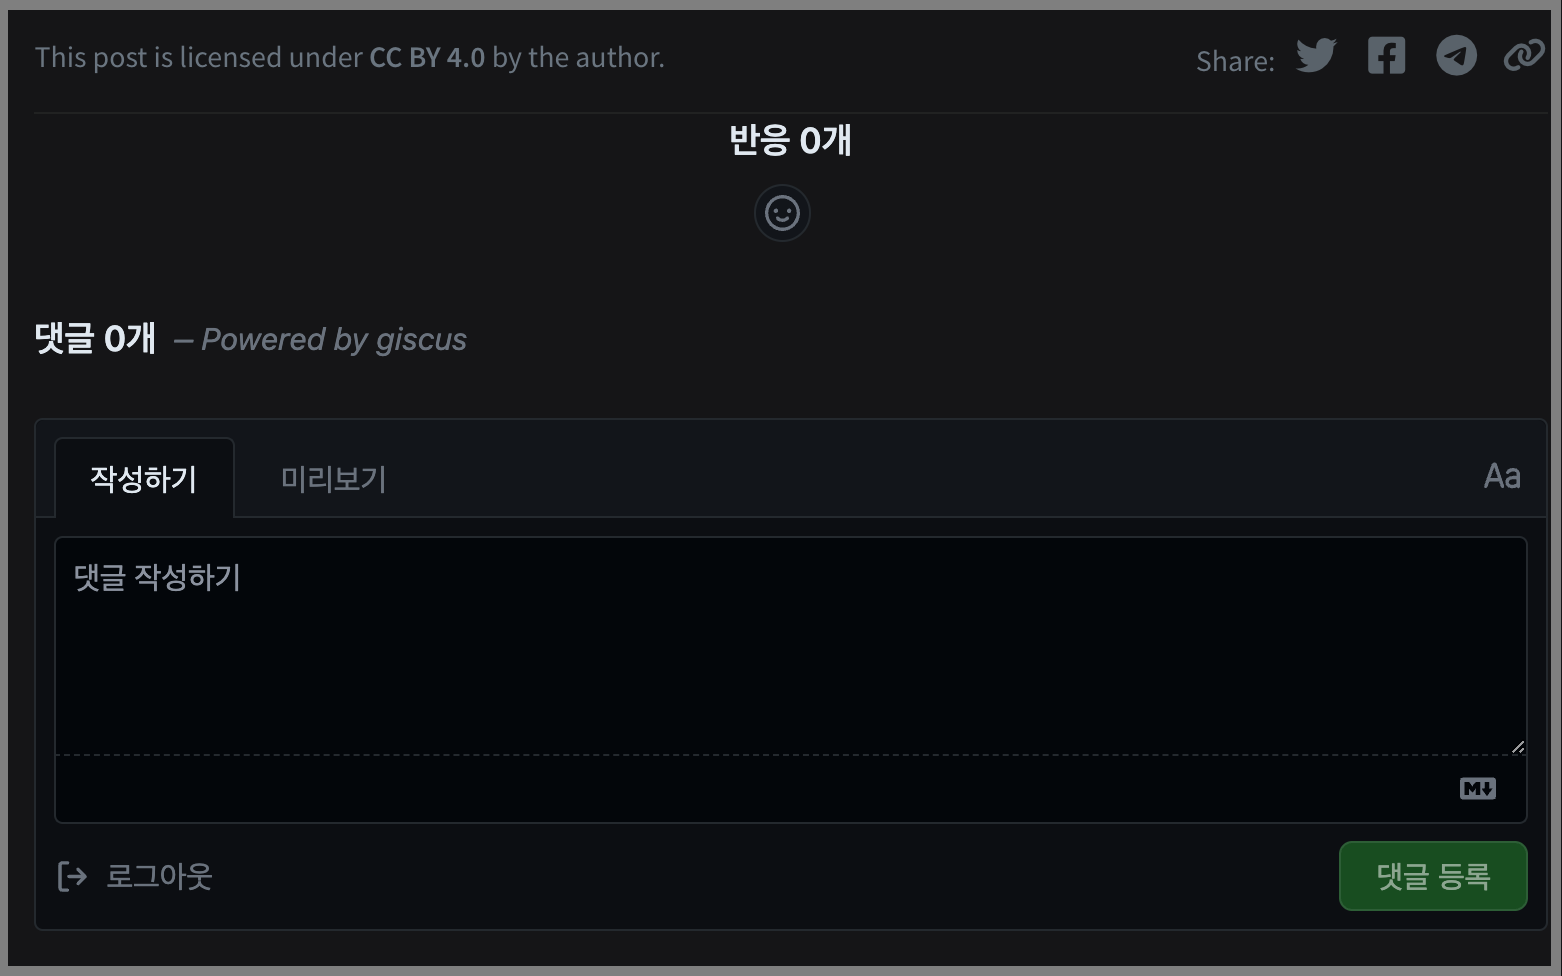 This post is licensed under CC BY 4.0 by the author.
Share:
반응 0개
댓글 0개 – Powered by giscus
작성하기
미리보기
Aa
댓글 작성하기
M
로그아웃
댓글 등록